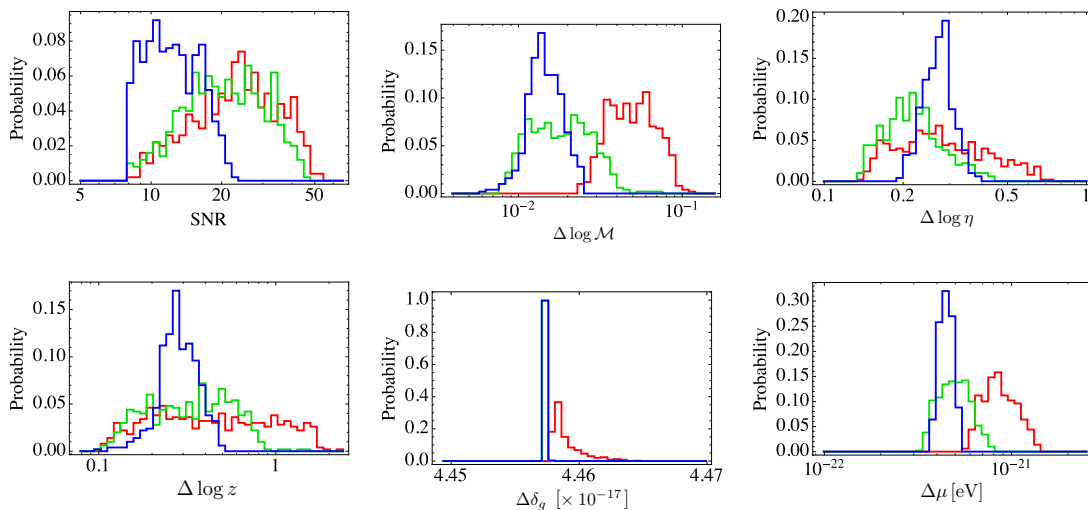 0.08
0.06
0.04
0.02
0.00
Probability
5 10 20 50
SNR
0.15
0.10
0.05
0.00
Probability
10^{-2} 10^{-1}
Δ log ℳ
0.20
0.15
0.10
0.05
0.00
Probability
0.1 0.2 0.5 1
Δ log η
0.15
0.10
0.05
0.00
Probability
0.1 1
Δ log z
1.0
0.8
0.6
0.4
0.2
0.0
Probability
4.45 4.46 4.47
Δδ_g [× 10^{-17}]
0.30
0.25
0.20
0.15
0.10
0.05
0.00
Probability
10^{-22} 10^{-21}
Δμ [eV]